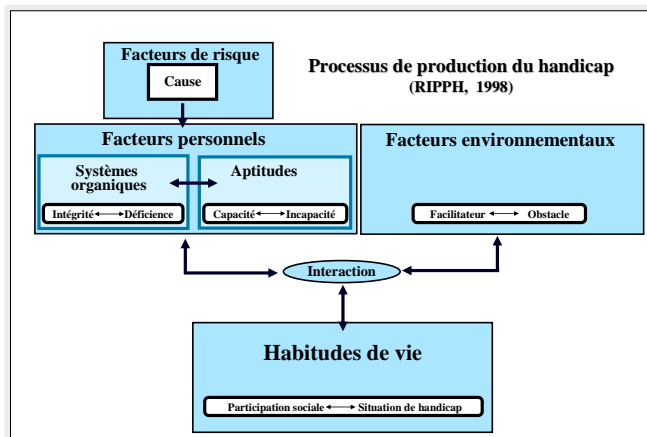 Facteurs de risque
Cause
Processus de production du handicap
(RIPPH, 1998)
Facteurs personnels
Facteurs environnementaux
Systèmes
organiques
Aptitudes
Intégrité Déficience
Capacité Incapacité
Facilitateur Obstacle
Interaction
Habitudes de vie
Participation sociale Situation de handicap